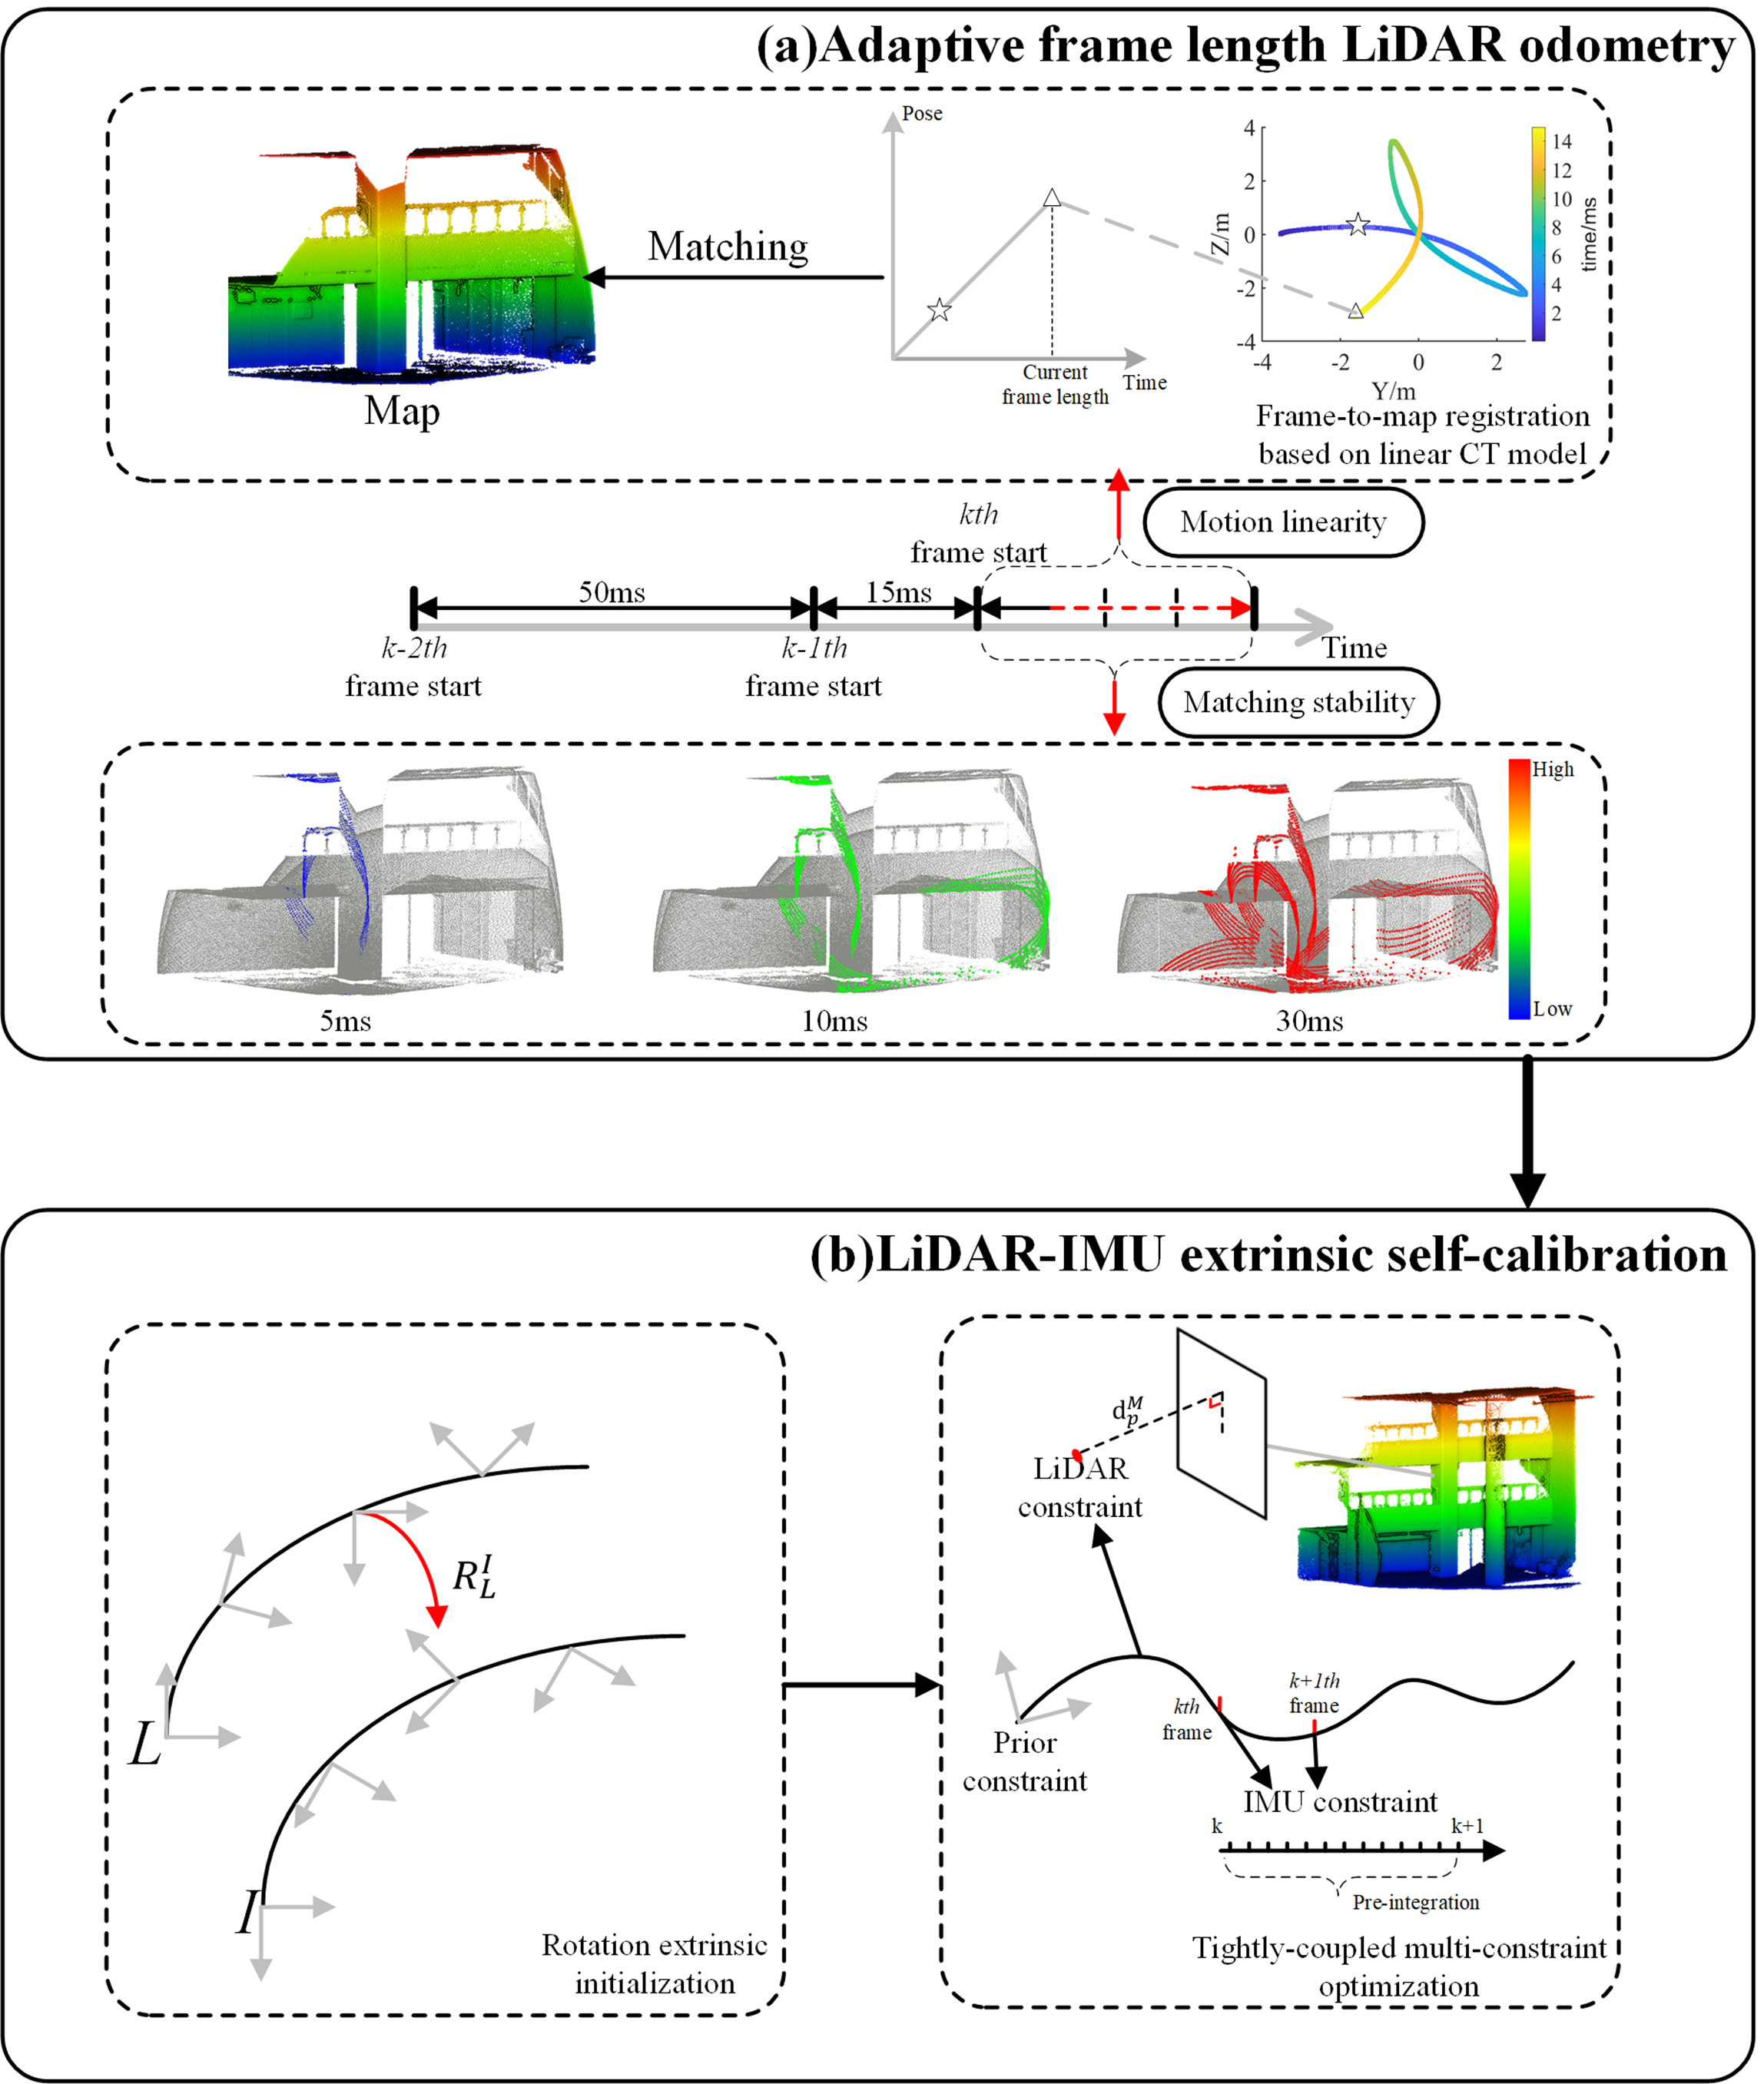 (a)Adaptive frame length LiDAR odometry
Pose
Matching
Map
Current
frame length
Time
4
2
0
-2
-4
Z/m
-4
-2
0
2
Y/m
14
12
10
8
6
4
2
time/ms
Frame-to-map registration
based on linear CT model
kth
frame start
Motion linearity
50ms
15ms
k-2th
frame start
k-1th
frame start
Time
Matching stability
High
Low
5ms
10ms
30ms
(b)LiDAR-IMU extrinsic self-calibration
R_L^I
L
I
Rotation extrinsic
initialization
d_p^M
LiDAR
constraint
Prior
constraint
kth
frame
k+1th
frame
IMU constraint
k
k+1
Pre-integration
Tightly-coupled multi-constraint
optimization